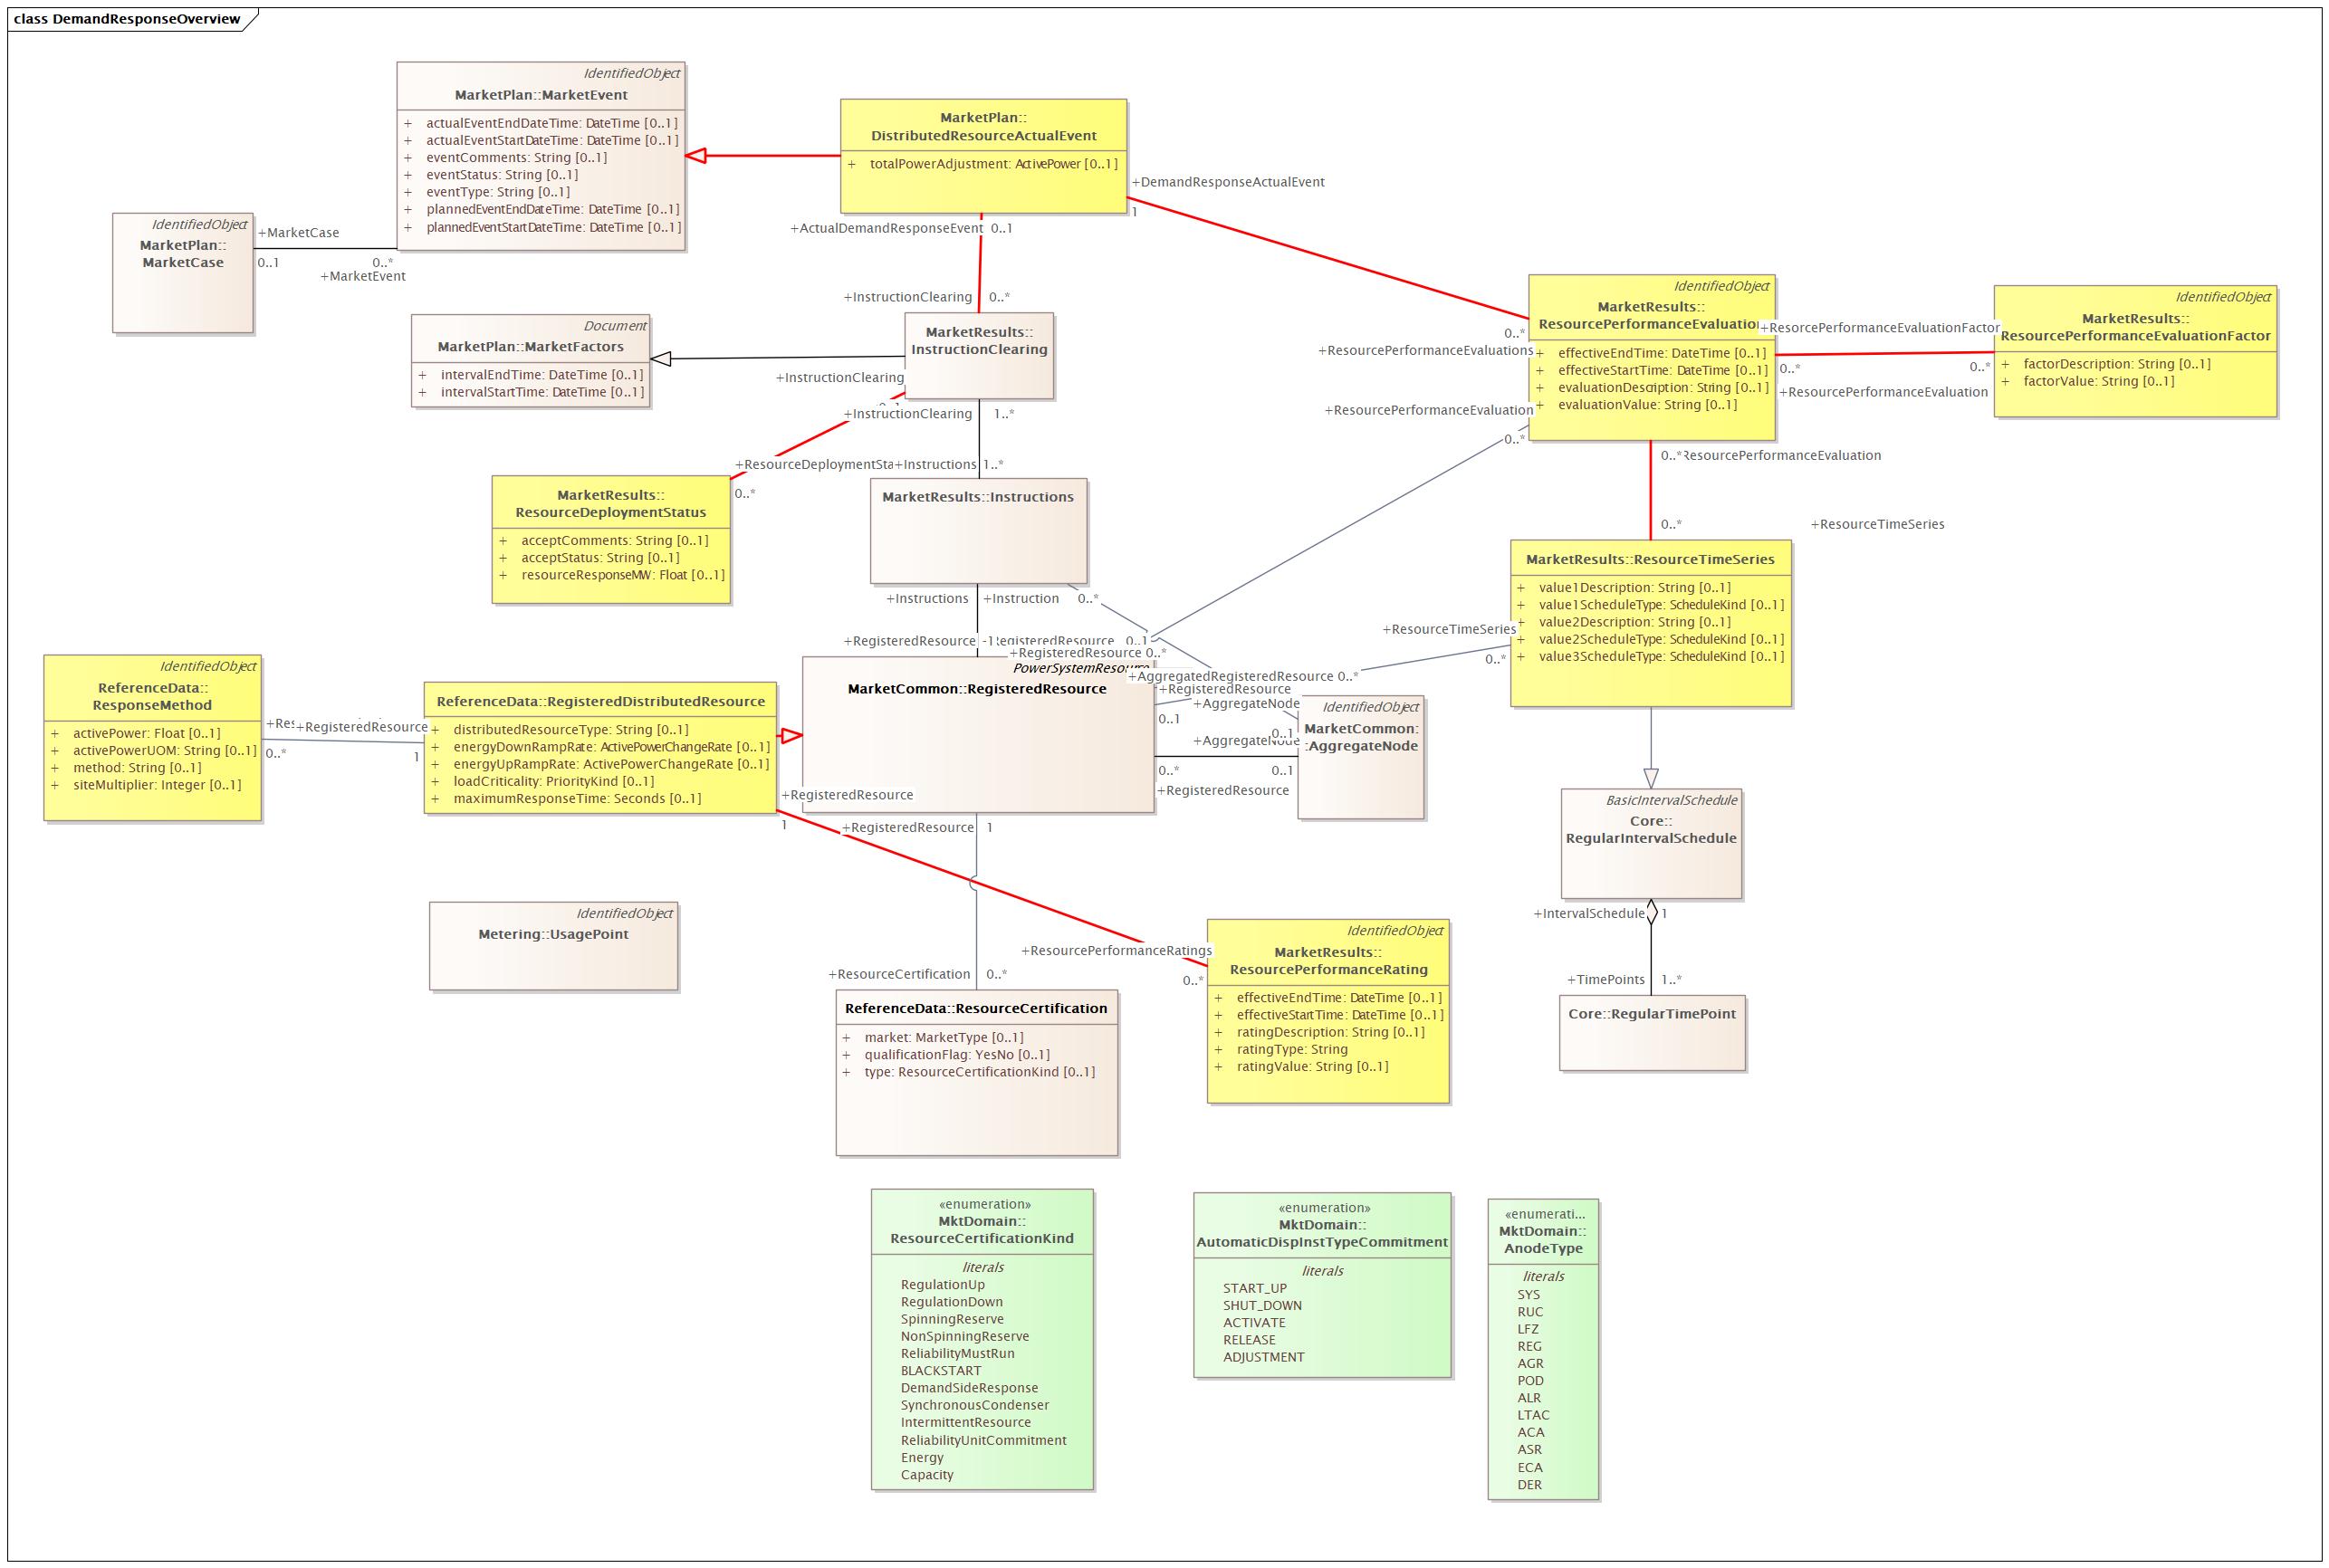 class DemandResponseOverview
IdentifiedObject
MarketPlan::MarketEvent
+ actualEventEndDateTime: DateTime [0..1]
+ actualEventStartDateTime: DateTime [0..1]
+ eventComments: String [0..1]
+ eventStatus: String [0..1]
+ eventType: String [0..1]
+ plannedEventEndDateTime: DateTime [0..1]
+ plannedEventStartDateTime: DateTime [0..1]
MarketPlan::
DistributedResourceActualEvent
+ totalPowerAdjustment: ActivePower [0..1]
+DemandResponseActualEvent
1
+ActualDemandResponseEvent 0..1
IdentifiedObject
MarketPlan::
MarketCase
+MarketCase
0..1
0..*
+MarketEvent
+InstructionClearing 0..*
Document
MarketPlan::MarketFactors
+ intervalEndTime: DateTime [0..1]
+ intervalStartTime: DateTime [0..1]
MarketResults::
InstructionClearing
+InstructionClearing
+InstructionClearing 1..*
IdentifiedObject
MarketResults::
ResourcePerformanceEvaluation
+ effectiveEndTime: DateTime [0..1]
+ effectiveStartTime: DateTime [0..1]
+ evaluationDescription: String [0..1]
+ evaluationValue: String [0..1]
0..*
+ResourcePerformanceEvaluations
+ResourcePerformanceEvaluation
0..*
+ResorcePerformanceEvaluationFactor
0..*
0..*
+ResourcePerformanceEvaluation
IdentifiedObject
MarketResults::
ResourcePerformanceEvaluationFactor
+ factorDescription: String [0..1]
+ factorValue: String [0..1]
0..* ResourcePerformanceEvaluation
0..* +ResourceTimeSeries
+ResourceDeploymentSta
+Instructions 1..*
0..*
MarketResults::
ResourceDeploymentStatus
+ acceptComments: String [0..1]
+ acceptStatus: String [0..1]
+ resourceResponseMW: Float [0..1]
MarketResults::Instructions
+Instructions
+Instruction 0..*
MarketResults::ResourceTimeSeries
+ value1Description: String [0..1]
+ value1ScheduleType: ScheduleKind [0..1]
+ value2Description: String [0..1]
+ value2ScheduleType: ScheduleKind [0..1]
+ value3ScheduleType: ScheduleKind [0..1]
+ResourceTimeSeries
0..*
+RegisteredResource
RegisteredResource 0..1
+RegisteredResource 0..*
PowerSystemResource
MarketCommon::RegisteredResource
+AggregatedRegisteredResource 0..*
+RegisteredResource
0..1
+AggregateNode
0..1
+AggregateNode
0..*
0..1
+RegisteredResource
IdentifiedObject
MarketCommon:
:AggregateNode
IdentifiedObject
ReferenceData::
ResponseMethod
+ activePower: Float [0..1]
+ activePowerUOM: String [0..1]
+ method: String [0..1]
+ siteMultiplier: Integer [0..1]
+Res
+RegisteredResource
0..*
1
ReferenceData::RegisteredDistributedResource
+ distributedResourceType: String [0..1]
+ energyDownRampRate: ActivePowerChangeRate [0..1]
+ energyUpRampRate: ActivePowerChangeRate [0..1]
+ loadCriticality: PriorityKind [0..1]
+ maximumResponseTime: Seconds [0..1]
+RegisteredResource
1
+RegisteredResource 1
BasicIntervalSchedule
Core::
RegularIntervalSchedule
+IntervalSchedule 1
+TimePoints 1..*
Core::RegularTimePoint
IdentifiedObject
Metering::UsagePoint
+ResourcePerformanceRatings
0..*
+ResourceCertification 0..*
ReferenceData::ResourceCertification
+ market: MarketType [0..1]
+ qualificationFlag: YesNo [0..1]
+ type: ResourceCertificationKind [0..1]
IdentifiedObject
MarketResults::
ResourcePerformanceRating
+ effectiveEndTime: DateTime [0..1]
+ effectiveStartTime: DateTime [0..1]
+ ratingDescription: String [0..1]
+ ratingType: String
+ ratingValue: String [0..1]
«enumeration»
MktDomain::
ResourceCertificationKind
literals
RegulationUp
RegulationDown
SpinningReserve
NonSpinningReserve
ReliabilityMustRun
BLACKSTART
DemandSideResponse
SynchronousCondenser
IntermittentResource
ReliabilityUnitCommitment
Energy
Capacity
«enumeration»
MktDomain::
AutomaticDispInstTypeCommitment
literals
START_UP
SHUT_DOWN
ACTIVATE
RELEASE
ADJUSTMENT
«enumerati...
MktDomain::
AnodeType
literals
SYS
RUC
LFZ
REG
AGR
POD
ALR
LTAC
ACA
ASR
ECA
DER